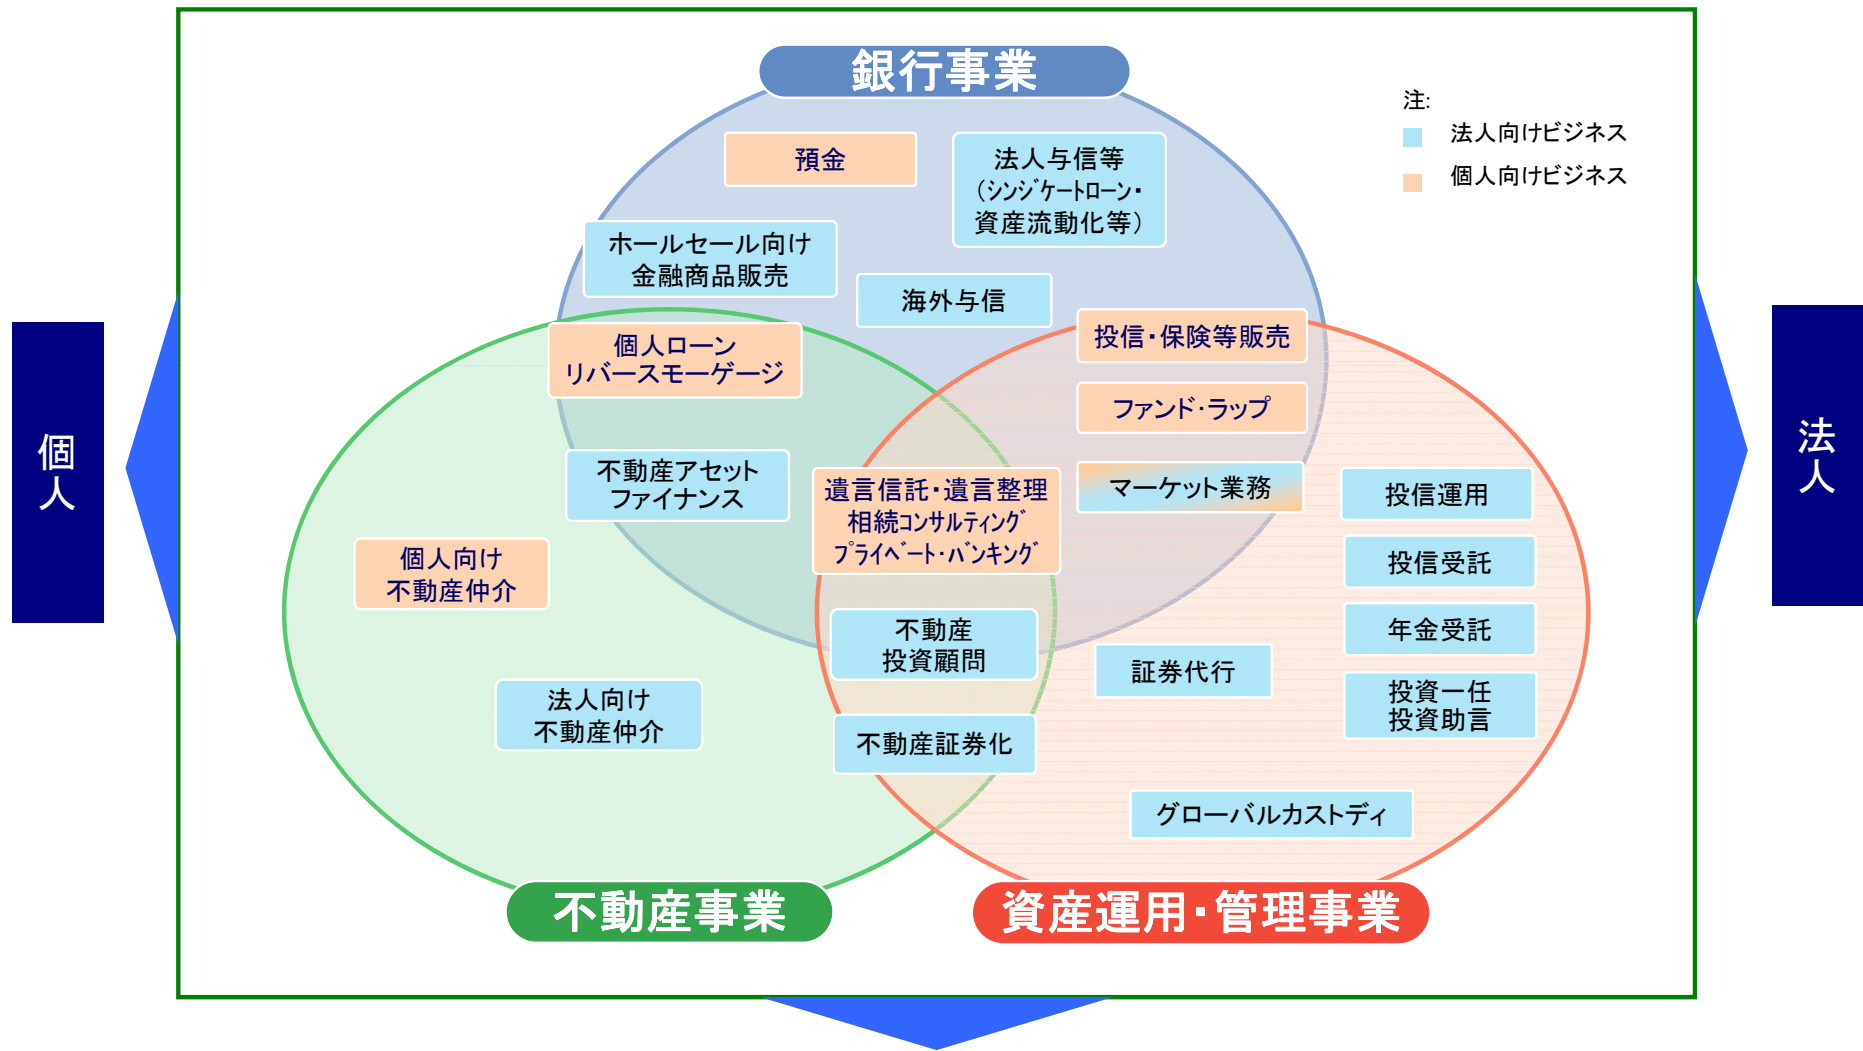 銀行事業
注:
法人向けビジネス
個人向けビジネス
預金
法人与信等
（ｼﾝｼﾞｹｰﾄﾛｰﾝ・
資産流動化等）
ホールセール向け
金融商品販売
海外与信
個人ローン
リバースモーゲージ
投信・保険等販売
ファンド・ラップ
不動産アセット
ファイナンス
遺言信託・遺言整理
相続ｺﾝｻﾙﾃｨﾝｸﾞ
ﾌﾟﾗｲﾍﾞｰﾄ・ﾊﾞﾝｷﾝｸﾞ
マーケット業務
投信運用
投信受託
年金受託
投資一任
投資助言
個人向け
不動産仲介
不動産
投資顧問
証券代行
法人向け
不動産仲介
不動産証券化
グローバルカストディ
不動産事業
資産運用・管理事業
個人
法人